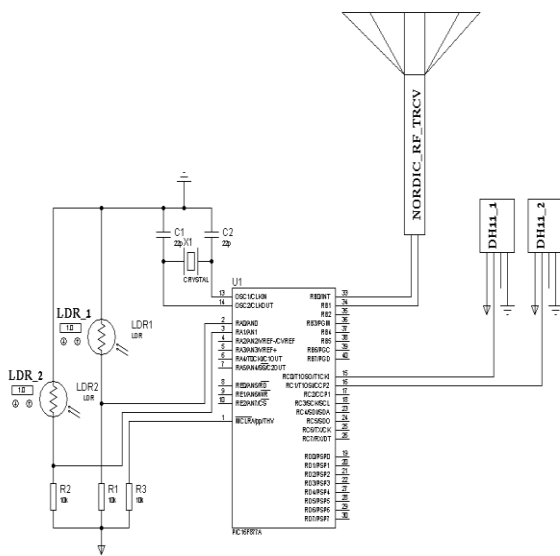 NORDIC_RF_TRCV
DH11_1
DH11_2
C1
22p
X1
C2
22p
CRYSTAL
U1
LDR_1
1.0
LDR1
LDR
LDR_2
1.0
LDR2
LDR
13 OSC1/CLKIN
14 OSC2/CLKOUT
2 RA0/AN0
3 RA1/AN1
4 RA2/AN2/VREF-/CVREF
5 RA3/AN3/VREF+
6 RA4/T0CKI/C1OUT
7 RA5/AN4/SS/C2OUT
8 RE0/AN5/RD
9 RE1/AN6/WR
10 RE2/AN7/CS
1 MCLR/Vpp/THV
RB0/INT 33
RB1 34
RB2 35
RB3/PGM 36
RB4 37
RB5 38
RB6/PGC 39
RB7/PGD 40
RC0/T1OSO/T1CKI 15
RC1/T1OSI/CCP2 16
RC2/CCP1 17
RC3/SCK/SCL 18
RC4/SDI/SDA 23
RC5/SDO 24
RC6/TX/CK 25
RC7/RX/DT 26
RD0/PSP0 19
RD1/PSP1 20
RD2/PSP2 21
RD3/PSP3 22
RD4/PSP4 27
RD5/PSP5 28
RD6/PSP6 29
RD7/PSP7 30
R2
10k
R1
10k
R3
10k
PIC16F877A